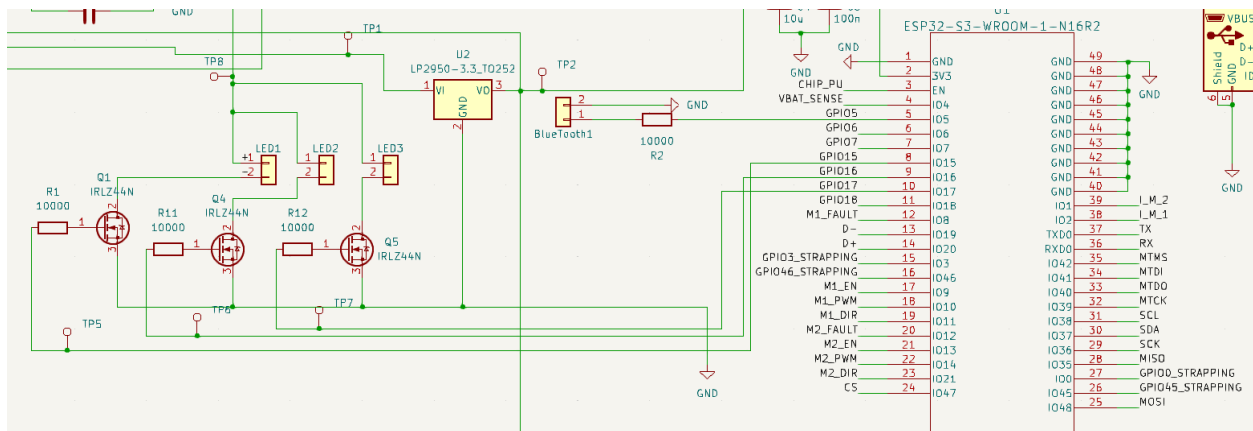 GND
10u
100n
GND
TP1
TP8
U2
LP2950-3.3_TO252
1 VI VO 3
GND
2
TP2
2
1
BlueTooth1
GND
10000
R2
LED1
+1
-2
LED2
1
2
LED3
1
2
R1
10000
1
Q1
IRLZ44N
2
3
R11
10000
1
Q4
IRLZ44N
2
3
R12
10000
1
Q5
IRLZ44N
2
3
TP5
TP6
TP7
GND
U1
ESP32-S3-WROOM-1-N16R2
GND
1 GND
2 3V3
CHIP_PU 3 EN
VBAT_SENSE 4 IO4
GPIO5 5 IO5
GPIO6 6 IO6
GPIO7 7 IO7
GPIO15 8 IO15
GPIO16 9 IO16
GPIO17 10 IO17
GPIO18 11 IO18
M1_FAULT 12 IO8
D- 13 IO19
D+ 14 IO20
GPIO3_STRAPPING 15 IO3
GPIO46_STRAPPING 16 IO46
M1_EN 17 IO9
M1_PWM 18 IO10
M1_DIR 19 IO11
M2_FAULT 20 IO12
M2_EN 21 IO13
M2_PWM 22 IO14
M2_DIR 23 IO21
CS 24 IO47
GND 49
GND 48
GND 47
GND 46
GND 45
GND 44
GND 43
GND 42
GND 41
GND 40
GND
IO1 39 I_M_2
IO2 38 I_M_1
TXD0 37 TX
RXD0 36 RX
IO42 35 MTMS
IO41 34 MTDI
IO40 33 MTDO
IO39 32 MTCK
IO38 31 SCL
IO37 30 SDA
IO36 29 SCK
IO35 28 MISO
IO0 27 GPIO0_STRAPPING
IO45 26 GPIO45_STRAPPING
IO48 25 MOSI
VBUS
D+
D-
ID
Shield
GND
6
5
GND